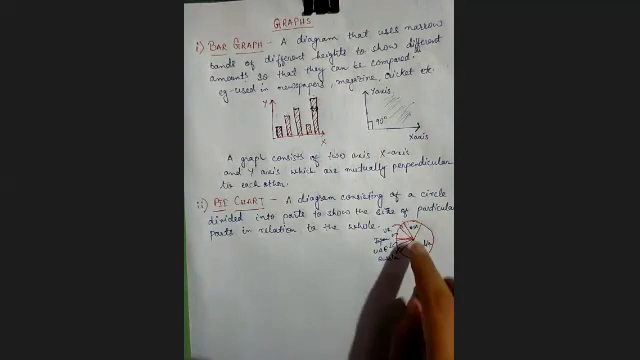 GRAPHS
i) BAR GRAPH - A diagram that uses narrow
bands of different heights to show different
amounts so that they can be compared.
eg - used in newspapers, magazine, cricket etc.
Y
X
Y axis
90°
X axis
A graph consists of two axis X-axis
and Y axis which are mutually perpendicular
to each other.
ii) PIE CHART - A diagram consisting of a circle
divided into parts to show the size of particular
parts in relation to the whole.
UK
UAE
Russia